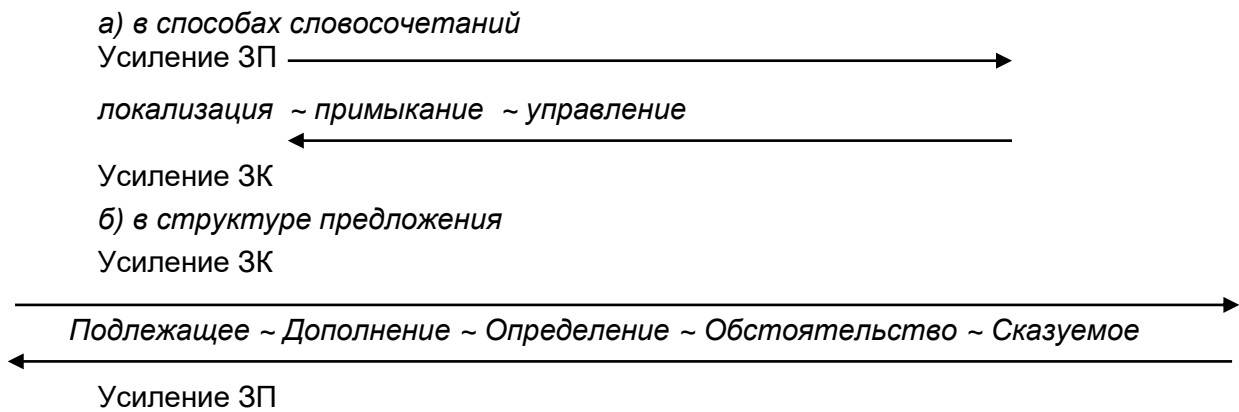 а) в способах словосочетаний
Усиление ЗП
локализация ~ примыкание ~ управление
Усиление ЗК
б) в структуре предложения
Усиление ЗК
Подлежащее ~ Дополнение ~ Определение ~ Обстоятельство ~ Сказуемое
Усиление ЗП